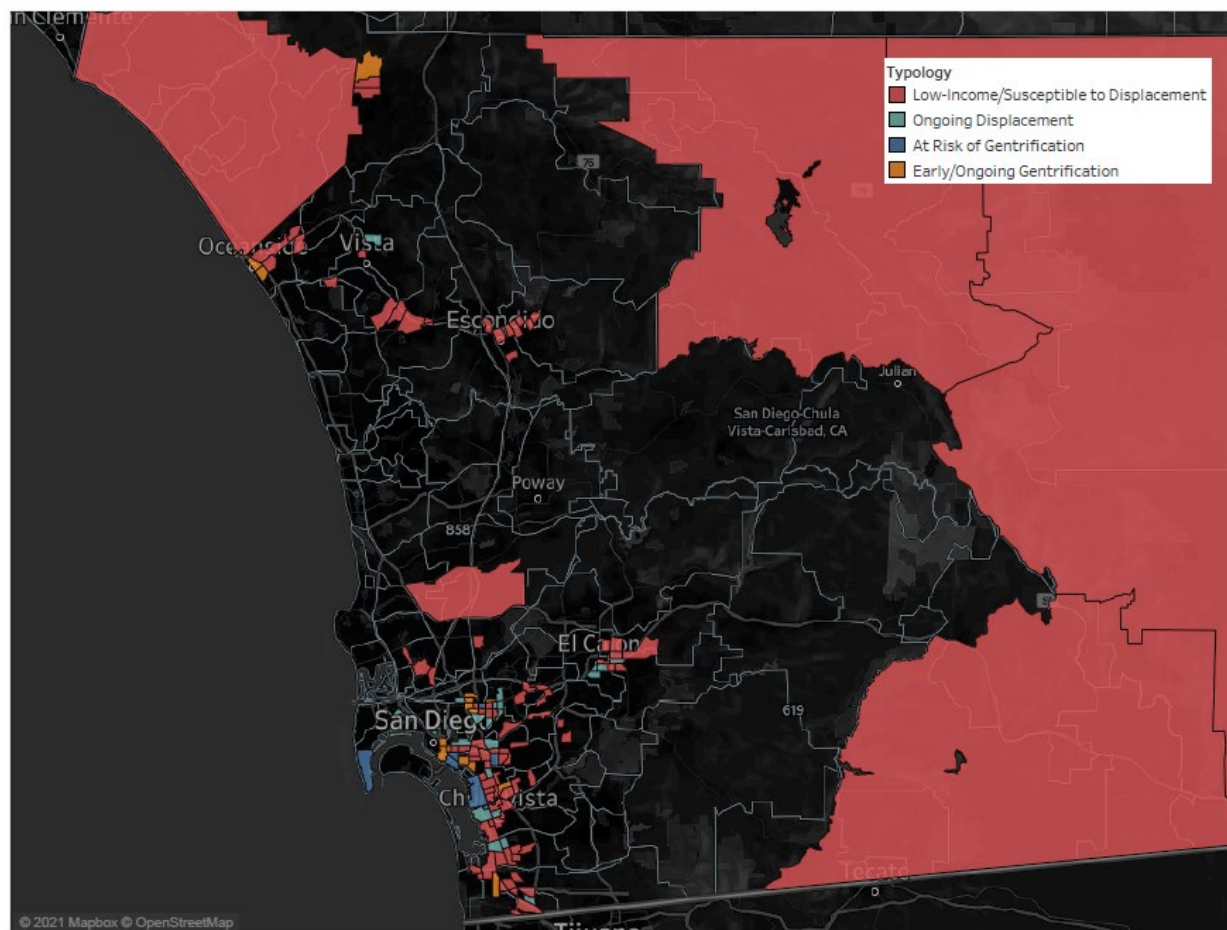 n Clemente
Typology
Low-Income/Susceptible to Displacement
Ongoing Displacement
At Risk of Gentrification
Early/Ongoing Gentrification
76
Oceanside
Vista
Escondido
Julian
San Diego-Chula
Vista-Carlsbad, CA
Poway
858
El Cajon
619
San Diego
Chula Vista
Tecate
Tijuana
© 2021 Mapbox © OpenStreetMap